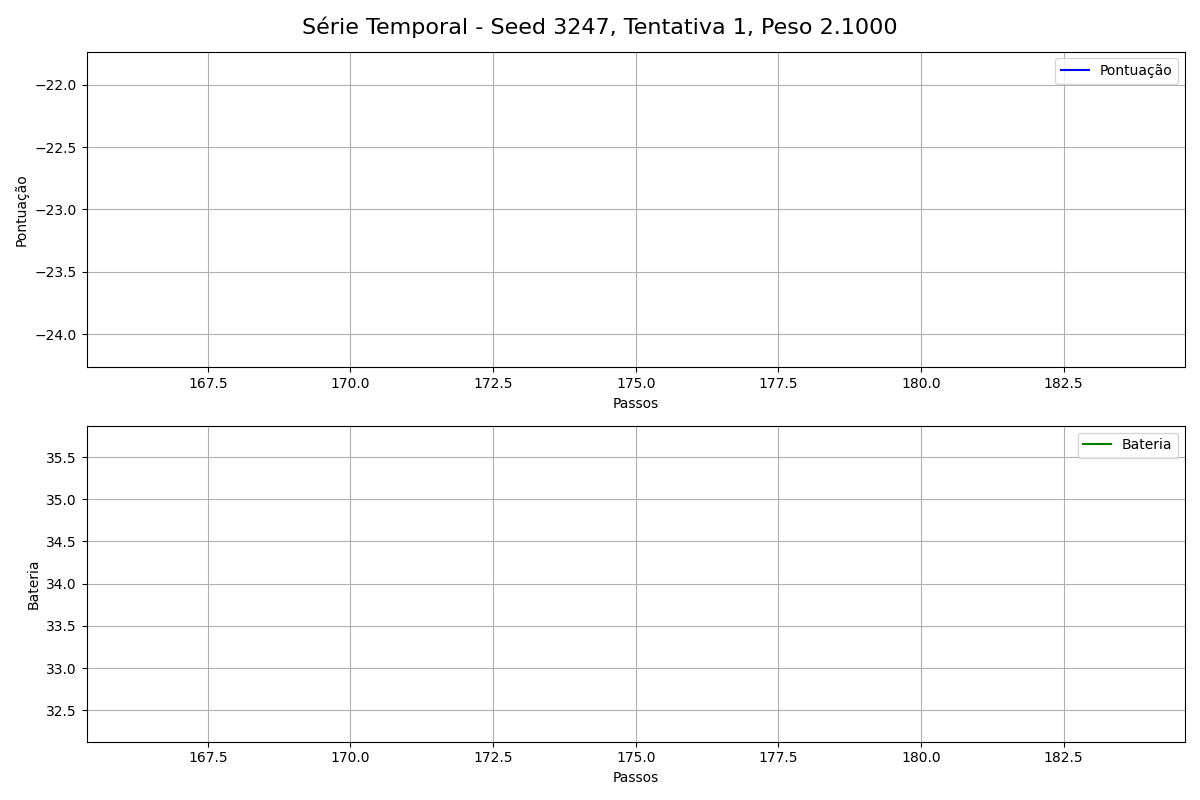 Série Temporal - Seed 3247, Tentativa 1, Peso 2.1000
Pontuação
−22.0
−22.5
−23.0
−23.5
−24.0
Pontuação
167.5 170.0 172.5 175.0 177.5 180.0 182.5
Passos
Bateria
35.5
35.0
34.5
34.0
33.5
33.0
32.5
Bateria
167.5 170.0 172.5 175.0 177.5 180.0 182.5
Passos